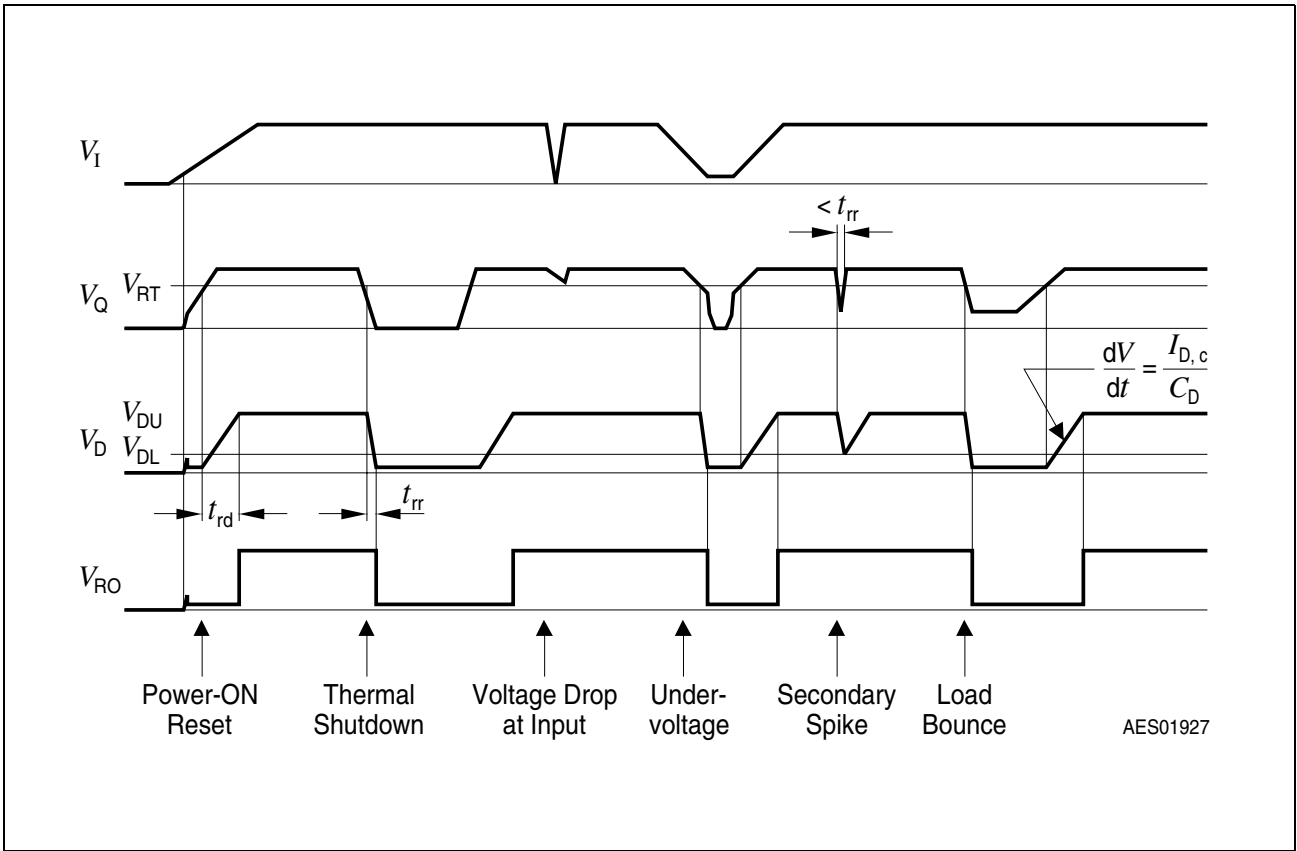 V_I
< t_rr
V_Q V_RT
dV/dt = I_D, c/C_D
V_DU
V_D V_DL
t_rd
t_rr
V_RO
Power-ON
Reset
Thermal
Shutdown
Voltage Drop
at Input
Under-
voltage
Secondary
Spike
Load
Bounce
AES01927